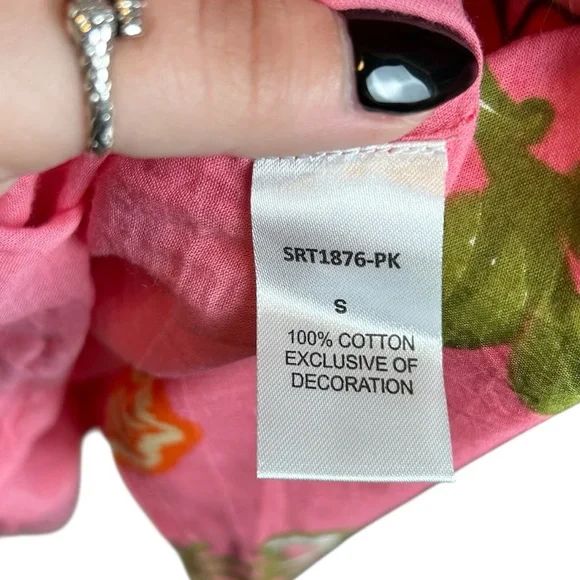 SRT1876-PK
S
100% COTTON
EXCLUSIVE OF
DECORATION